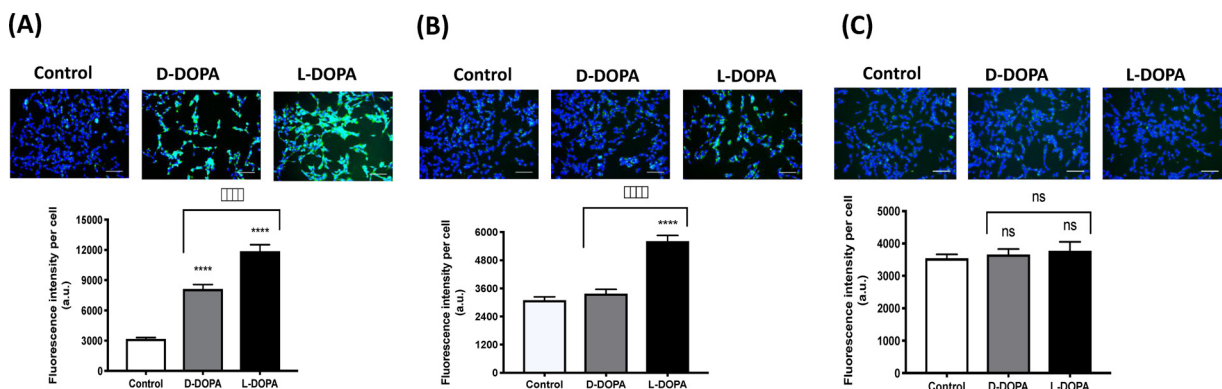 (A)
Control D-DOPA L-DOPA
Fluorescence intensity per cell
(a.u.)
15000
12000
9000
6000
3000
0
****
****
Control D-DOPA L-DOPA
(B)
Control D-DOPA L-DOPA
Fluorescence intensity per cell
(a.u.)
6000
4800
3600
2400
1200
0
****
Control D-DOPA L-DOPA
(C)
Control D-DOPA L-DOPA
Fluorescence intensity per cell
(a.u.)
5000
4000
3000
2000
1000
0
ns
ns
ns
Control D-DOPA L-DOPA